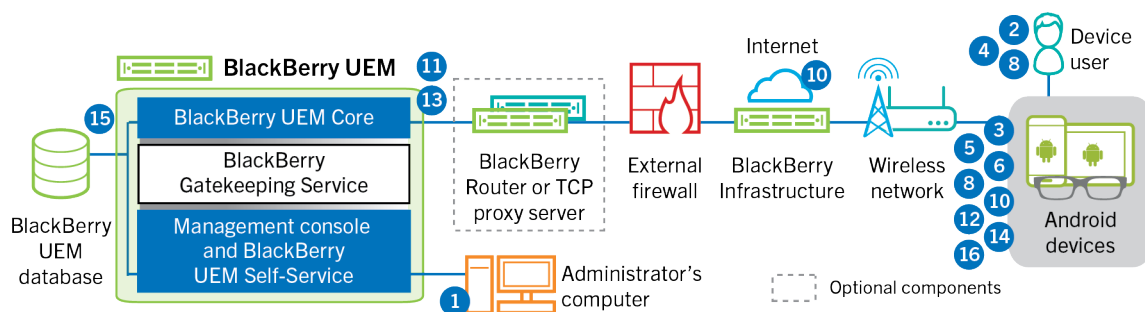 BlackBerry UEM
11
13
15
BlackBerry UEM Core
BlackBerry
Gatekeeping Service
Management console
and BlackBerry
UEM Self-Service
BlackBerry
UEM
database
1
Administrator's
computer
BlackBerry
Router or TCP
proxy server
External
firewall
Internet
10
BlackBerry
Infrastructure
Wireless
network
2
4
8
Device
user
3
5
6
8
10
12
14
16
Android
devices
Optional components